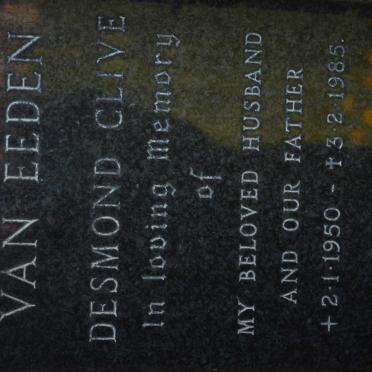 VAN EEDEN
DESMOND CLIVE
In loving Memory
of
MY BELOVED HUSBAND
AND OUR FATHER
+ 2·1·1950 - †3·2·1985.